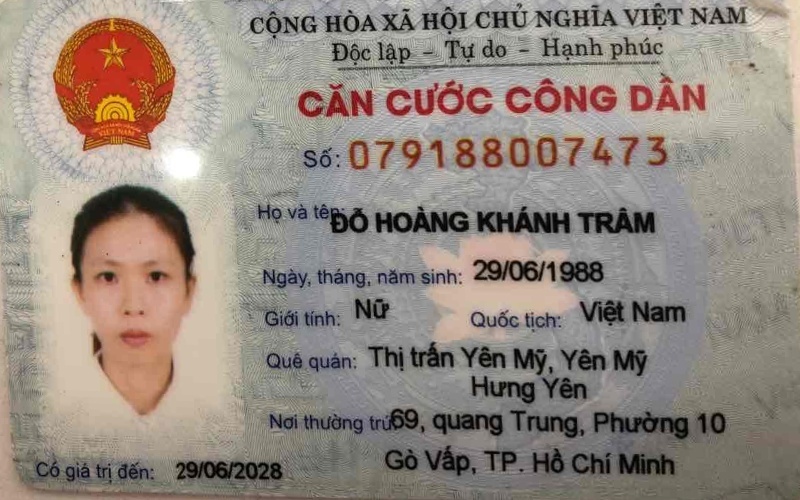 CỘNG HÒA XÃ HỘI CHỦ NGHĨA VIỆT NAM
Độc lập - Tự do - Hạnh phúc
CĂN CƯỚC CÔNG DÂN
Số: 079188007473
Họ và tên: ĐỖ HOÀNG KHÁNH TRÂM
Ngày, tháng, năm sinh: 29/06/1988
Giới tính: Nữ Quốc tịch: Việt Nam
Quê quán: Thị trấn Yên Mỹ, Yên Mỹ
Hưng Yên
Nơi thường trú: 69, quang Trung, Phường 10
Gò Vấp, TP. Hồ Chí Minh
Có giá trị đến: 29/06/2028